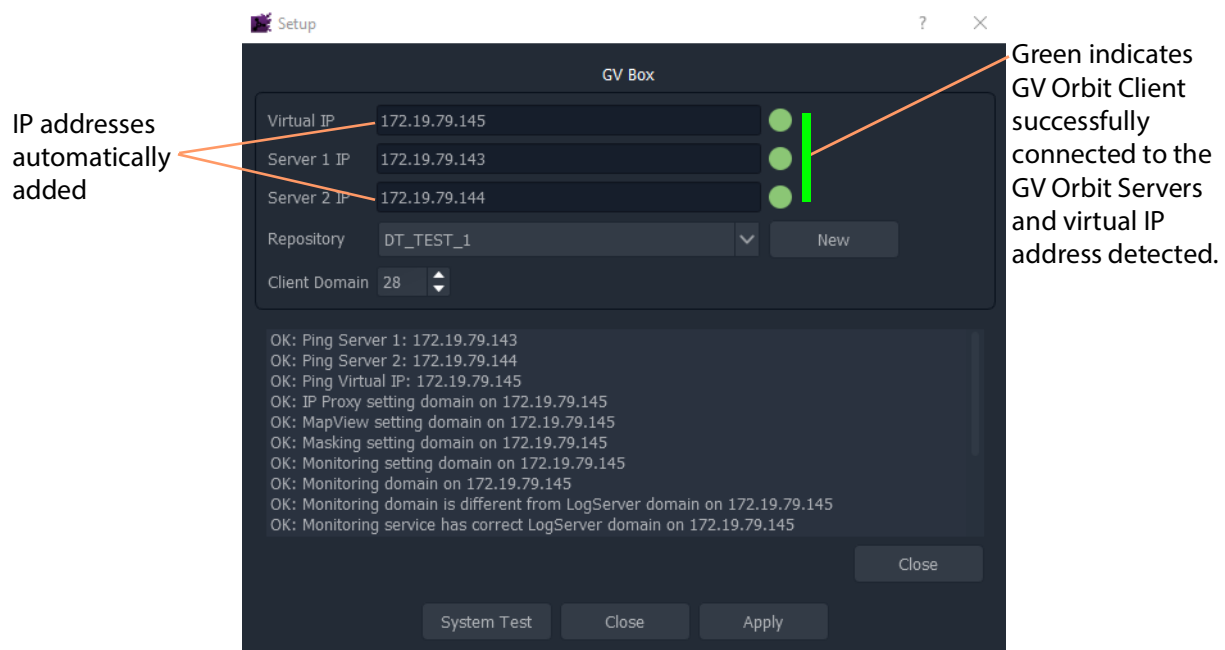 Setup
?
GV Box
IP addresses
automatically
added
Virtual IP 172.19.79.145
Server 1 IP 172.19.79.143
Server 2 IP 172.19.79.144
Repository DT_TEST_1 New
Client Domain 28
Green indicates
GV Orbit Client
successfully
connected to the
GV Orbit Servers
and virtual IP
address detected.
OK: Ping Server 1: 172.19.79.143
OK: Ping Server 2: 172.19.79.144
OK: Ping Virtual IP: 172.19.79.145
OK: IP Proxy setting domain on 172.19.79.145
OK: MapView setting domain on 172.19.79.145
OK: Masking setting domain on 172.19.79.145
OK: Monitoring setting domain on 172.19.79.145
OK: Monitoring domain on 172.19.79.145
OK: Monitoring domain is different from LogServer domain on 172.19.79.145
OK: Monitoring service has correct LogServer domain on 172.19.79.145
Close
System Test Close Apply